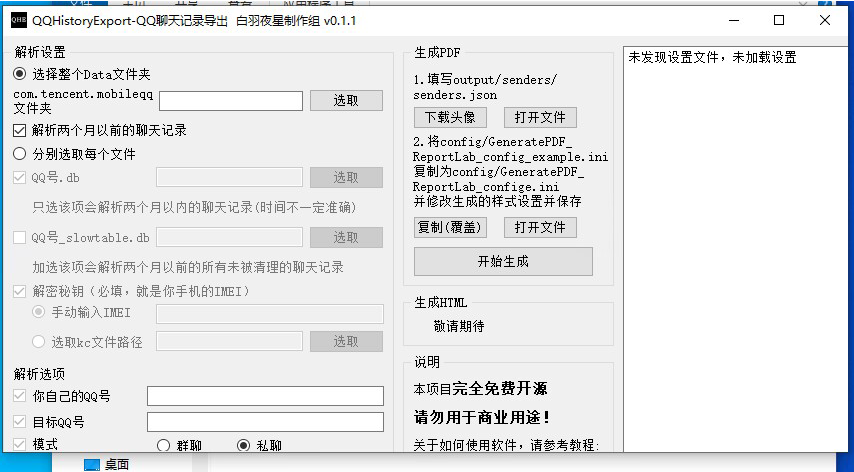 QHE QQHistoryExport-QQ聊天记录导出 白羽夜星制作组 v0.1.1
解析设置
选择整个Data文件夹
com.tencent.mobileqq
文件夹
选取
解析两个月以前的聊天记录
分别选取每个文件
QQ号.db
选取
只选该项会解析两个月以内的聊天记录(时间不一定准确)
QQ号_slowtable.db
选取
加选该项会解析两个月以前的所有未被清理的聊天记录
解密秘钥（必填，就是你手机的IMEI）
手动输入IMEI
选取kc文件路径
选取
解析选项
你自己的QQ号
目标QQ号
模式
群聊
私聊
生成PDF
1.填写output/senders/
senders.json
下载头像
打开文件
2.将config/GeneratePDF_
ReportLab_config_example.ini
复制为config/GeneratePDF_
ReportLab_confige.ini
并修改生成的样式设置并保存
复制(覆盖)
打开文件
开始生成
生成HTML
敬请期待
说明
本项目完全免费开源
请勿用于商业用途！
关于如何使用软件，请参考教程:
未发现设置文件，未加载设置
桌面